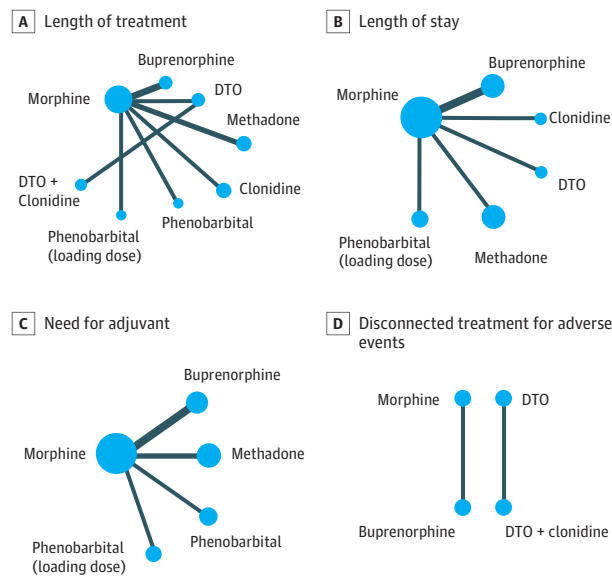 A Length of treatment
Buprenorphine
DTO
Morphine
Methadone
DTO +
Clonidine
Clonidine
Phenobarbital
Phenobarbital
(loading dose)
B Length of stay
Buprenorphine
Morphine
Clonidine
DTO
Phenobarbital
(loading dose)
Methadone
C Need for adjuvant
Buprenorphine
Morphine
Methadone
Phenobarbital
Phenobarbital
(loading dose)
D Disconnected treatment for adverse
events
Morphine
DTO
Buprenorphine
DTO + clonidine